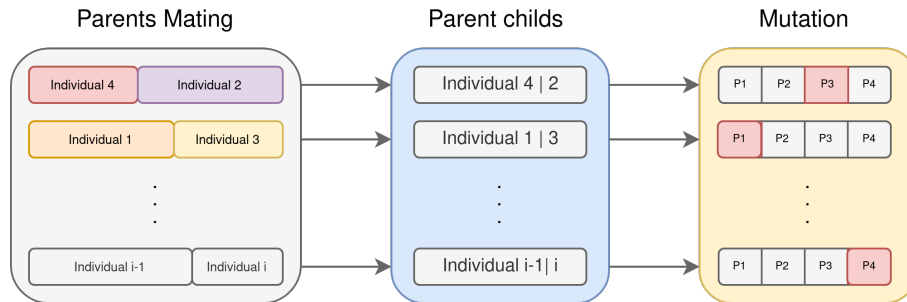 Parents Mating Parent childs Mutation
Individual 4 Individual 2 Individual 4 | 2 P1 P2 P3 P4
Individual 1 Individual 3 Individual 1 | 3 P1 P2 P3 P4
Individual i-1 Individual i Individual i-1| i P1 P2 P3 P4